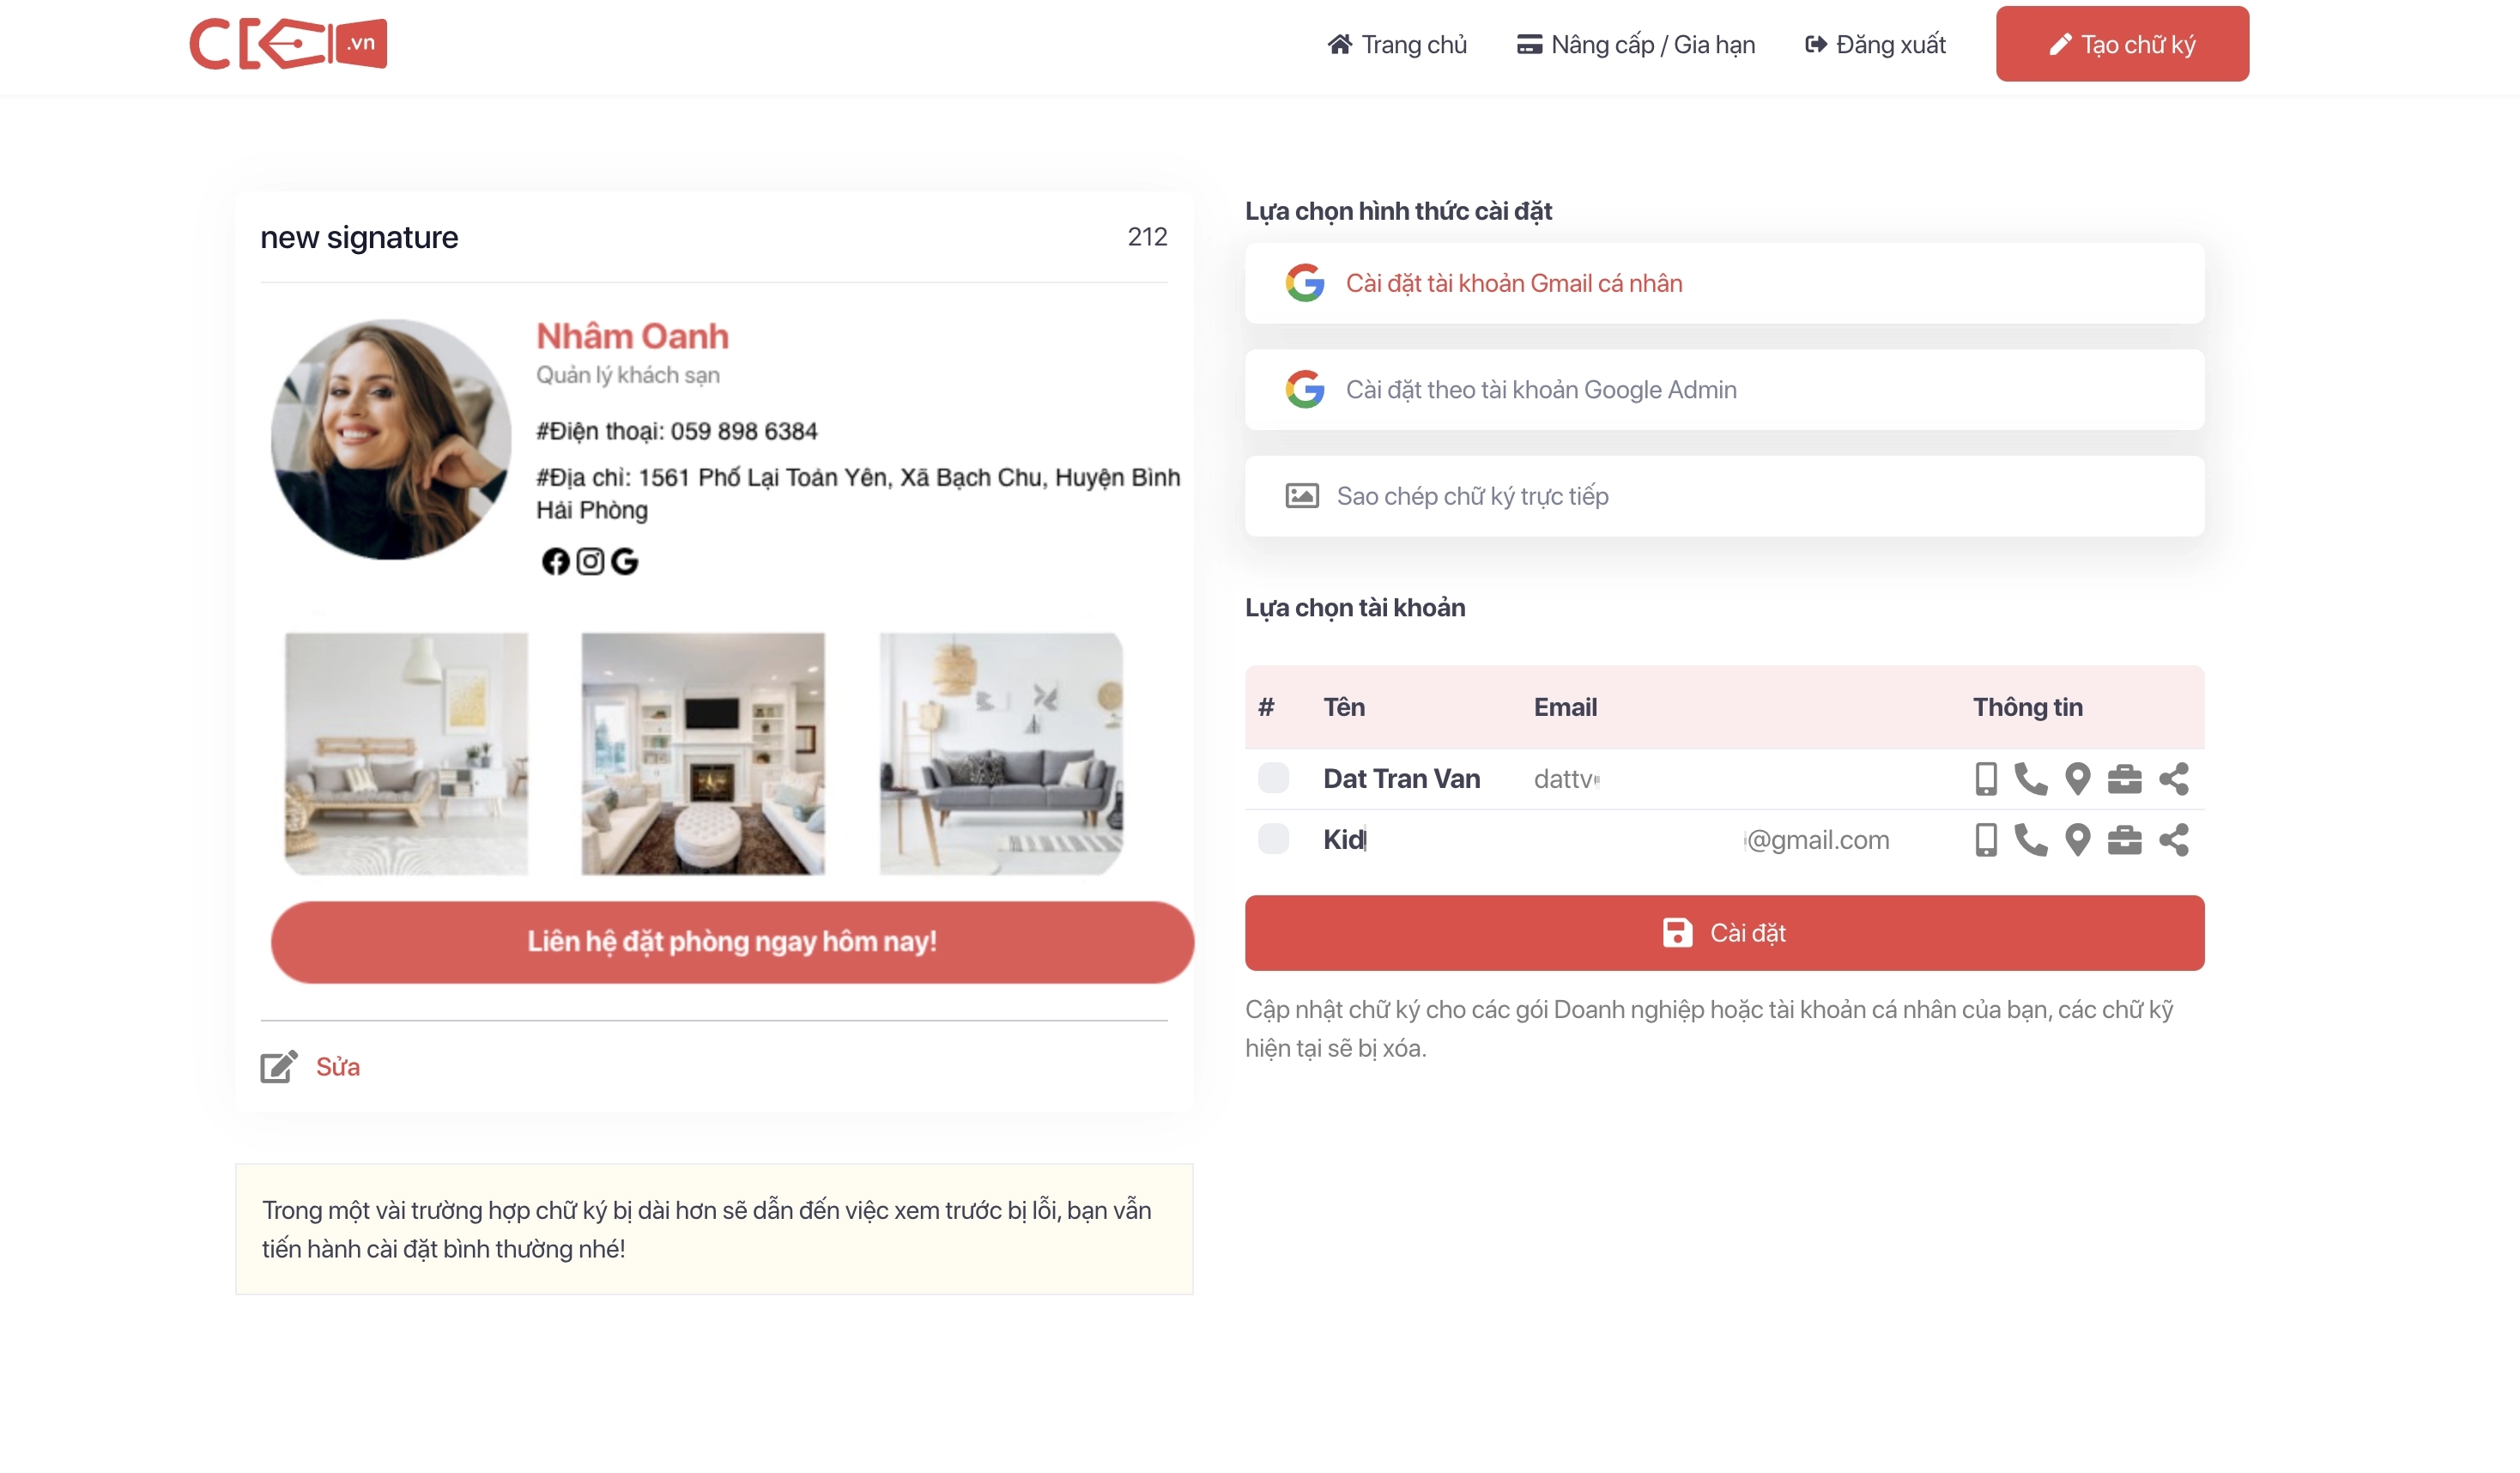 .vn
Trang chủ
Nâng cấp / Gia hạn
Đăng xuất
Tạo chữ ký
new signature
212
Nhâm Oanh
Quản lý khách sạn
#Điện thoại: 059 898 6384
#Địa chỉ: 1561 Phố Lại Toán Yên, Xã Bạch Chu, Huyện Bình
Hải Phòng
Liên hệ đặt phòng ngay hôm nay!
Sửa
Trong một vài trường hợp chữ ký bị dài hơn sẽ dẫn đến việc xem trước bị lỗi, bạn vẫn
tiến hành cài đặt bình thường nhé!
Lựa chọn hình thức cài đặt
Cài đặt tài khoản Gmail cá nhân
Cài đặt theo tài khoản Google Admin
Sao chép chữ ký trực tiếp
Lựa chọn tài khoản
# Tên Email Thông tin
Dat Tran Van dattv
Kid @gmail.com
Cài đặt
Cập nhật chữ ký cho các gói Doanh nghiệp hoặc tài khoản cá nhân của bạn, các chữ kỹ
hiện tại sẽ bị xóa.